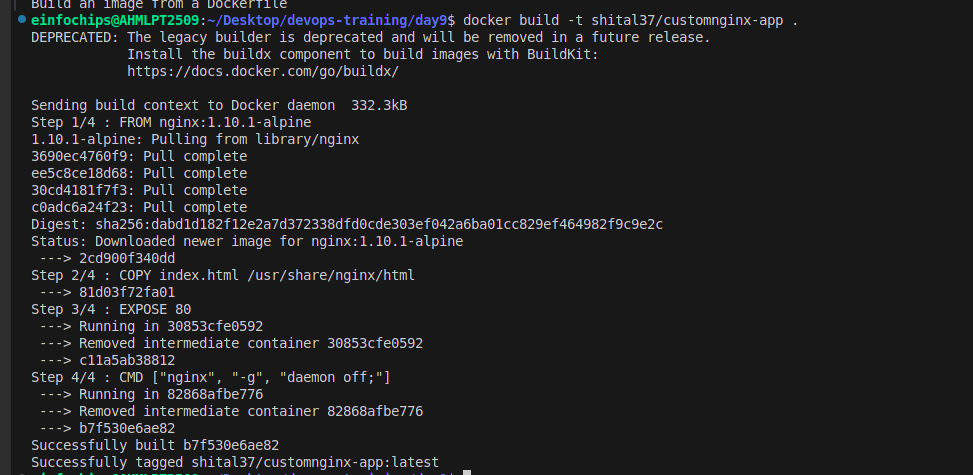 Build an image from a Dockerfile
einfochips@AHMLPT2509:~/Desktop/devops-training/day9$ docker build -t shital37/customnginx-app .
DEPRECATED: The legacy builder is deprecated and will be removed in a future release.
            Install the buildx component to build images with BuildKit:
            https://docs.docker.com/go/buildx/

Sending build context to Docker daemon  332.3kB
Step 1/4 : FROM nginx:1.10.1-alpine
1.10.1-alpine: Pulling from library/nginx
3690ec4760f9: Pull complete
ee5c8ce18d68: Pull complete
30cd4181f7f3: Pull complete
c0adc6a24f23: Pull complete
Digest: sha256:dabd1d182f12e2a7d372338dfd0cde303ef042a6ba01cc829ef464982f9c9e2c
Status: Downloaded newer image for nginx:1.10.1-alpine
 ---> 2cd900f340dd
Step 2/4 : COPY index.html /usr/share/nginx/html
 ---> 81d03f72fa01
Step 3/4 : EXPOSE 80
 ---> Running in 30853cfe0592
 ---> Removed intermediate container 30853cfe0592
 ---> c11a5ab38812
Step 4/4 : CMD ["nginx", "-g", "daemon off;"]
 ---> Running in 82868afbe776
 ---> Removed intermediate container 82868afbe776
 ---> b7f530e6ae82
Successfully built b7f530e6ae82
Successfully tagged shital37/customnginx-app:latest